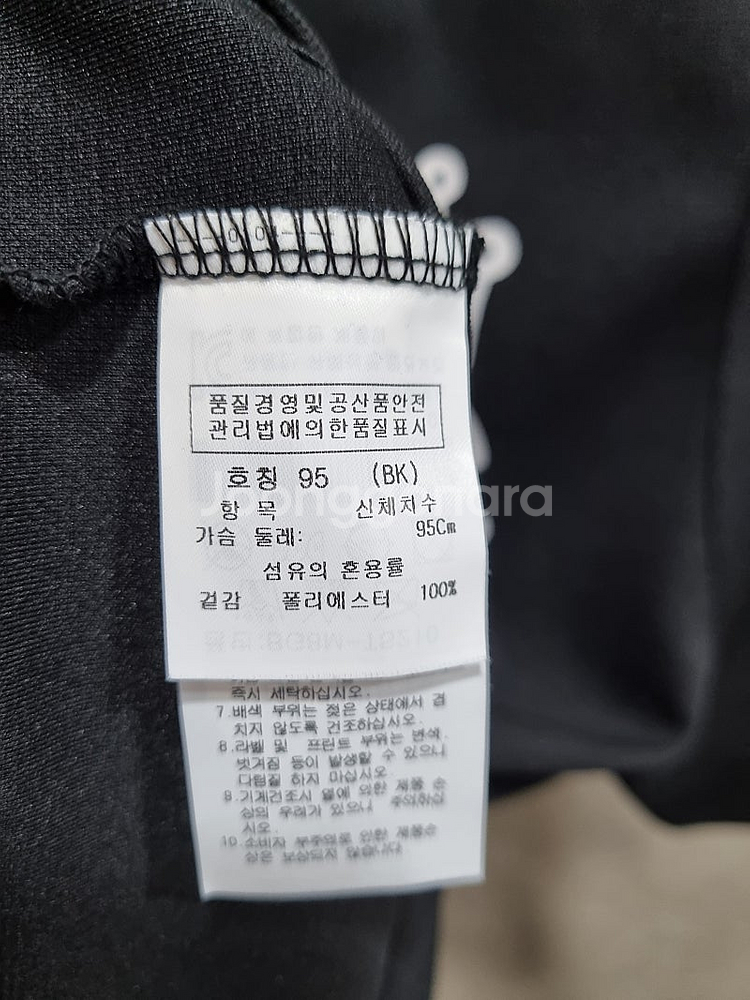 품질경영및공산품안전
관리법에의한품질표시
호칭 95 (BK)
항 목 신체치수
가슴 둘레: 95Cm
섬유의 혼용률
겉감 폴리에스터 100%
즉시 세탁하십시오.
7.배색 부위는 젖은 상태에서 겹
치지 않도록 건조하십시오.
8.라벨 및 프린트 부위는 변색,
벗겨짐 등이 발생할 수 있으니
다림질 하지 마십시오.
9.기계건조시 열에 의한 제품 손
상의 우려가 있으니 주의하십
시오.
10.소비자 부주의로 인한 제품손
상은 보상되지 않습니다
Joonggonara